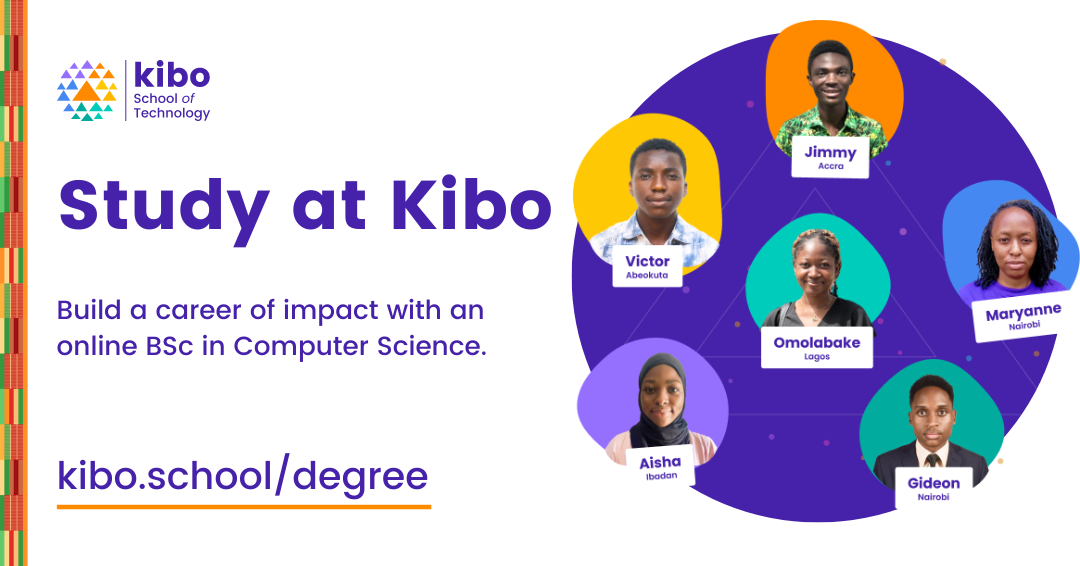 kibo
School of
Technology
Study at Kibo
Build a career of impact with an
online BSc in Computer Science.
kibo.school/degree
Jimmy
Accra
Victor
Abeokuta
Maryanne
Nairobi
Omolabake
Lagos
Aisha
Ibadan
Gideon
Nairobi